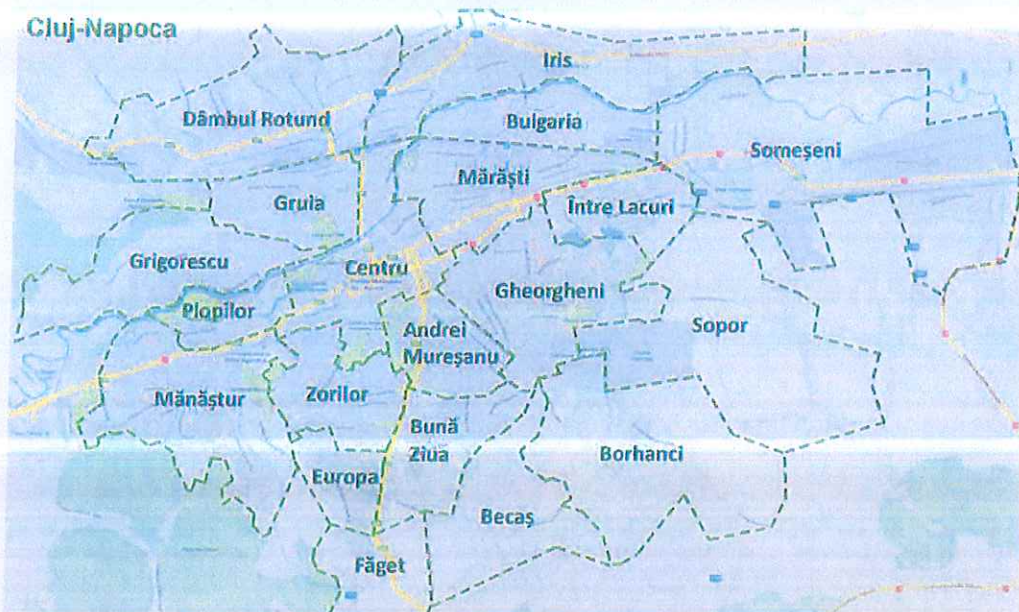 Cluj-Napoca
Iris
Dâmbul Rotund
Bulgaria
Someșeni
Mărăști
Gruia
Între Lacuri
Grigorescu
Centru
Plopilor
Gheorgheni
Andrei
Mureșanu
Sopor
Mănăștur
Zorilor
Bună
Ziua
Borhanci
Europa
Becaș
Făget